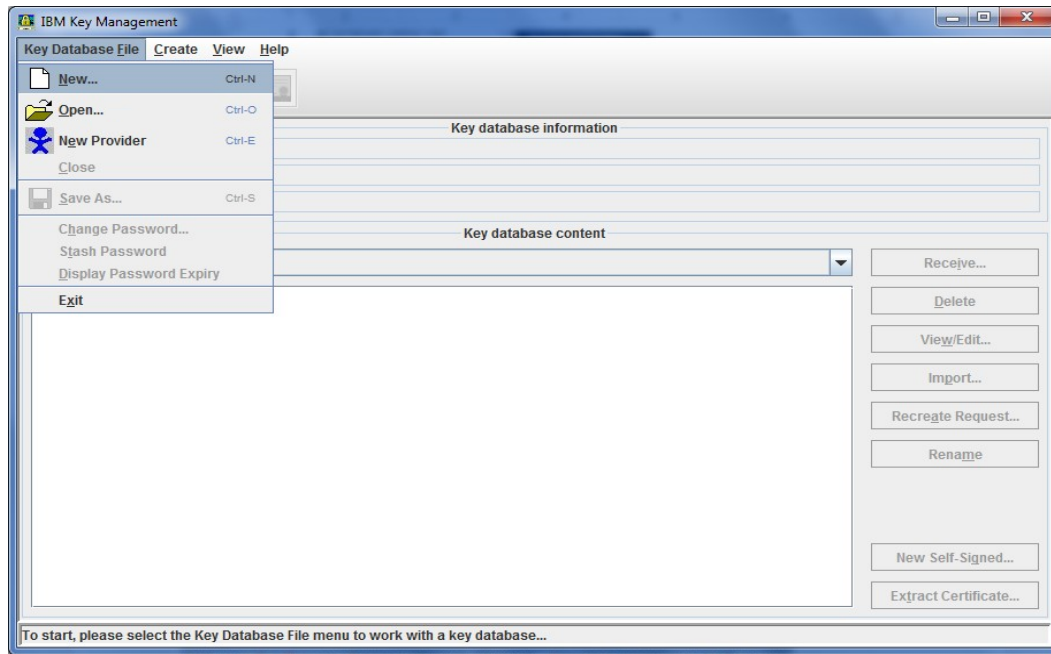 IBM Key Management
Key Database File Create View Help
New... Ctrl-N
Open... Ctrl-O
New Provider Ctrl-E
Close
Save As... Ctrl-S
Change Password...
Stash Password
Display Password Expiry
Exit
Key database information
Key database content
Receive...
Delete
View/Edit...
Import...
Recreate Request...
Rename
New Self-Signed...
Extract Certificate...
To start, please select the Key Database File menu to work with a key database...